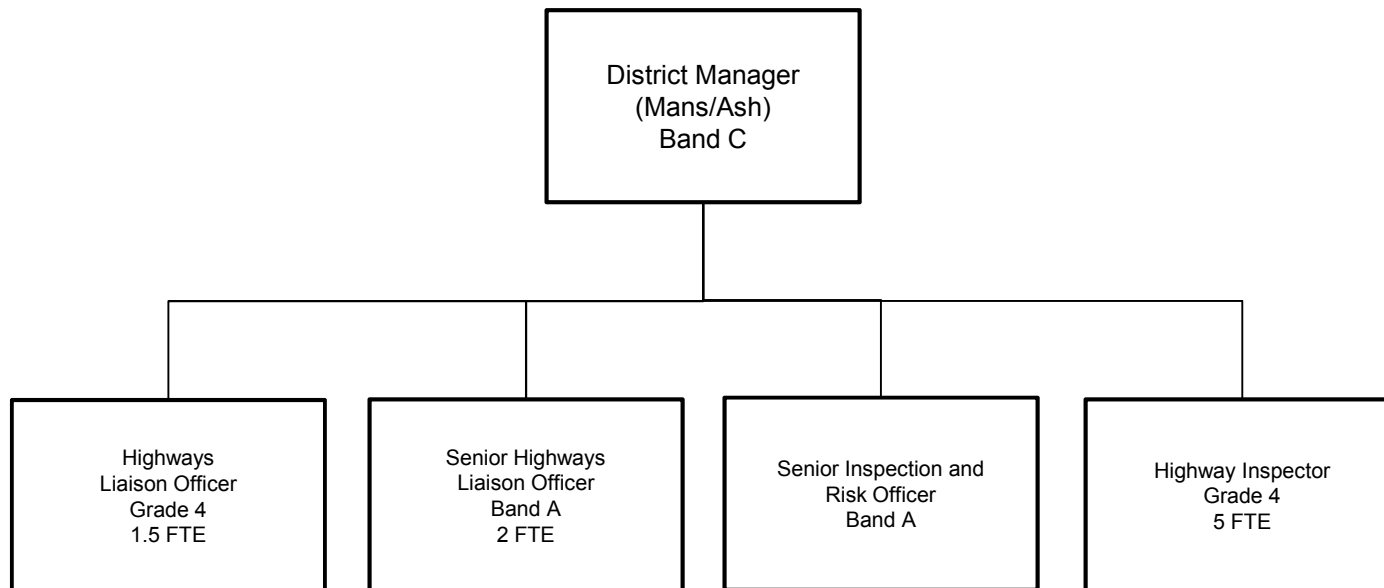 District Manager
(Mans/Ash)
Band C
Highways
Liaison Officer
Grade 4
1.5 FTE
Senior Highways
Liaison Officer
Band A
2 FTE
Senior Inspection and
Risk Officer
Band A
Highway Inspector
Grade 4
5 FTE